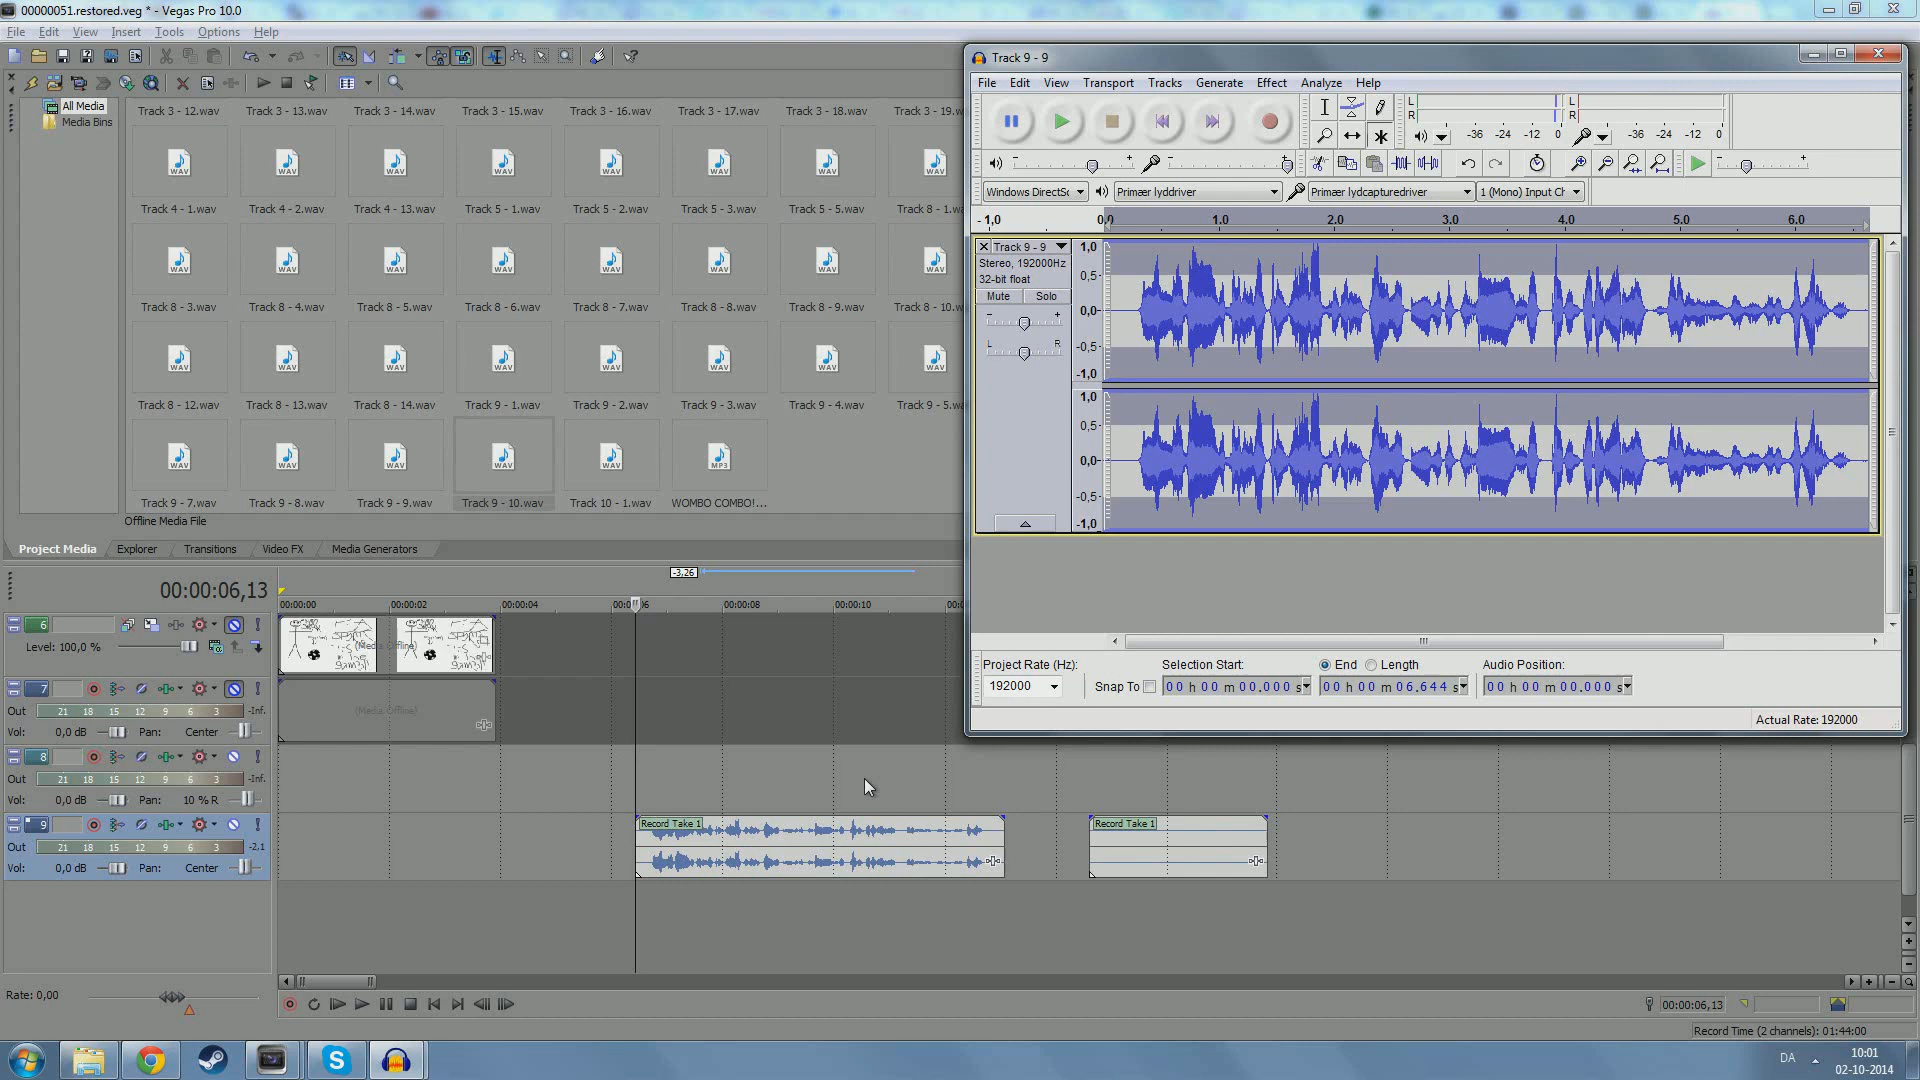 00000051.restored.veg * - Vegas Pro 10.0
File Edit View Insert Tools Options Help
All Media
Media Bins
Track 3 - 12.wav Track 3 - 13.wav Track 3 - 14.wav Track 3 - 15.wav Track 3 - 16.wav Track 3 - 17.wav Track 3 - 18.wav Track 3 - 19.
Track 4 - 1.wav Track 4 - 2.wav Track 4 - 13.wav Track 5 - 1.wav Track 5 - 2.wav Track 5 - 3.wav Track 5 - 5.wav Track 8 - 1.wa
Track 8 - 3.wav Track 8 - 4.wav Track 8 - 5.wav Track 8 - 6.wav Track 8 - 7.wav Track 8 - 8.wav Track 8 - 9.wav Track 8 - 10.w
Track 8 - 12.wav Track 8 - 13.wav Track 8 - 14.wav Track 9 - 1.wav Track 9 - 2.wav Track 9 - 3.wav Track 9 - 4.wav Track 9 - 5.wa
Track 9 - 7.wav Track 9 - 8.wav Track 9 - 9.wav Track 9 - 10.wav Track 10 - 1.wav WOMBO COMBO!...
Offline Media File
Project Media Explorer Transitions Video FX Media Generators
Track 9 - 9
File Edit View Transport Tracks Generate Effect Analyze Help
L R -36 -24 -12 0 L R -36 -24 -12 0
Windows DirectSo Primær lyddriver Primær lydcapturedriver 1 (Mono) Input Ch
-1,0 0,0 1.0 2.0 3.0 4.0 5.0 6.0
Track 9 - 9
Stereo, 192000Hz
32-bit float
Mute Solo
L R
1,0
0,5
0,0
-0,5
-1,0
1,0
0,5
0,0
-0,5
-1,0
Project Rate (Hz): Selection Start: End Length Audio Position:
192000 Snap To 00 h 00 m 00.000 s 00 h 00 m 06.644 s 00 h 00 m 00.000 s
Actual Rate: 192000
-3,26
00:00:06,13
00:00:00 00:00:02 00:00:04 00:00:08 00:00:10
6
Level: 100,0 %
(Media Offline)
7
Out 21 18 15 12 9 6 3 -Inf.
(Media Offline)
Vol: 0,0 dB Pan: Center
8
Out 21 18 15 12 9 6 3 -Inf.
Vol: 0,0 dB Pan: 10 % R
9
Record Take 1 Record Take 1
Out 21 18 15 12 9 6 3 -2,1
Vol: 0,0 dB Pan: Center
Rate: 0,00
00:00:06,13
Record Time (2 channels): 01:44:00
DA
10:01
02-10-2014